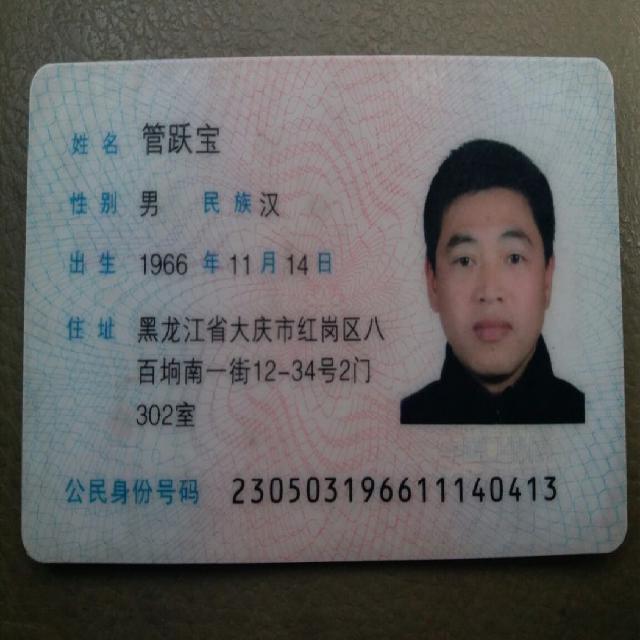 姓名 管跃宝
性别 男 民族 汉
出生 1966 年 11 月 14 日
住址 黑龙江省大庆市红岗区八
百垧南一街12-34号2门
302室
公民身份号码 230503196611140413